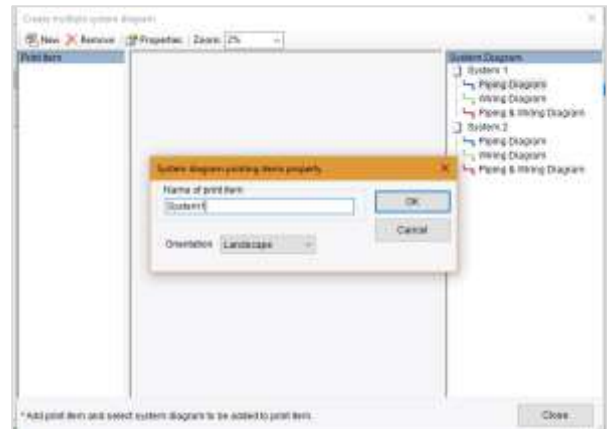 Create multiple system diagram
New Remove Properties Zoom: 2%
Print Item
System Diagram
System 1
Piping Diagram
Wiring Diagram
Piping & Wiring Diagram
System 2
Piping Diagram
Wiring Diagram
Piping & Wiring Diagram
System diagram printing items property
Name of print item
System1
OK
Cancel
Orientation Landscape
* Add print item and select system diagram to be added to print item.
Close